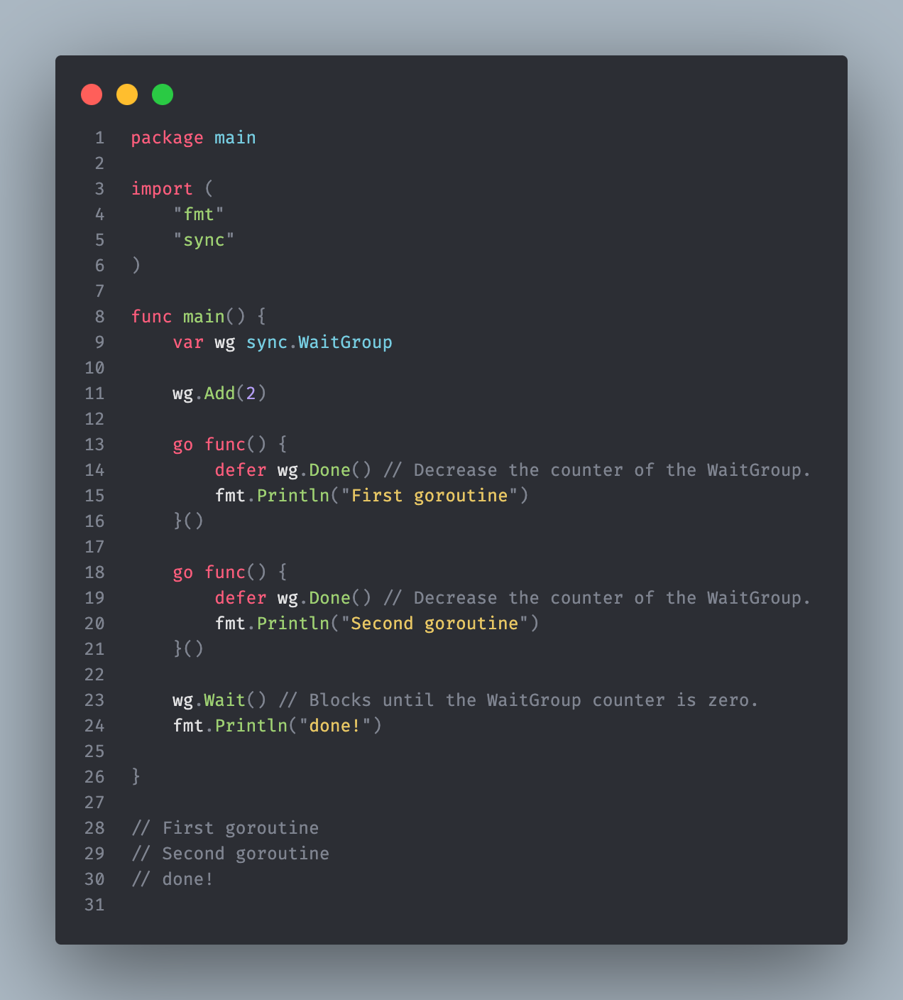 1 package main
2
3 import (
4     "fmt"
5     "sync"
6 )
7
8 func main() {
9     var wg sync.WaitGroup
10
11     wg.Add(2)
12
13     go func() {
14         defer wg.Done() // Decrease the counter of the WaitGroup.
15         fmt.Println("First goroutine")
16     }()
17
18     go func() {
19         defer wg.Done() // Decrease the counter of the WaitGroup.
20         fmt.Println("Second goroutine")
21     }()
22
23     wg.Wait() // Blocks until the WaitGroup counter is zero.
24     fmt.Println("done!")
25
26 }
27
28 // First goroutine
29 // Second goroutine
30 // done!
31